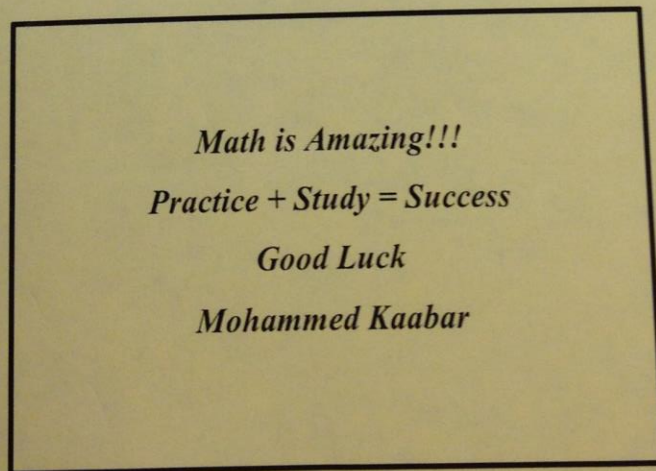 Math is Amazing!!!
Practice + Study = Success
Good Luck
Mohammed Kaabar